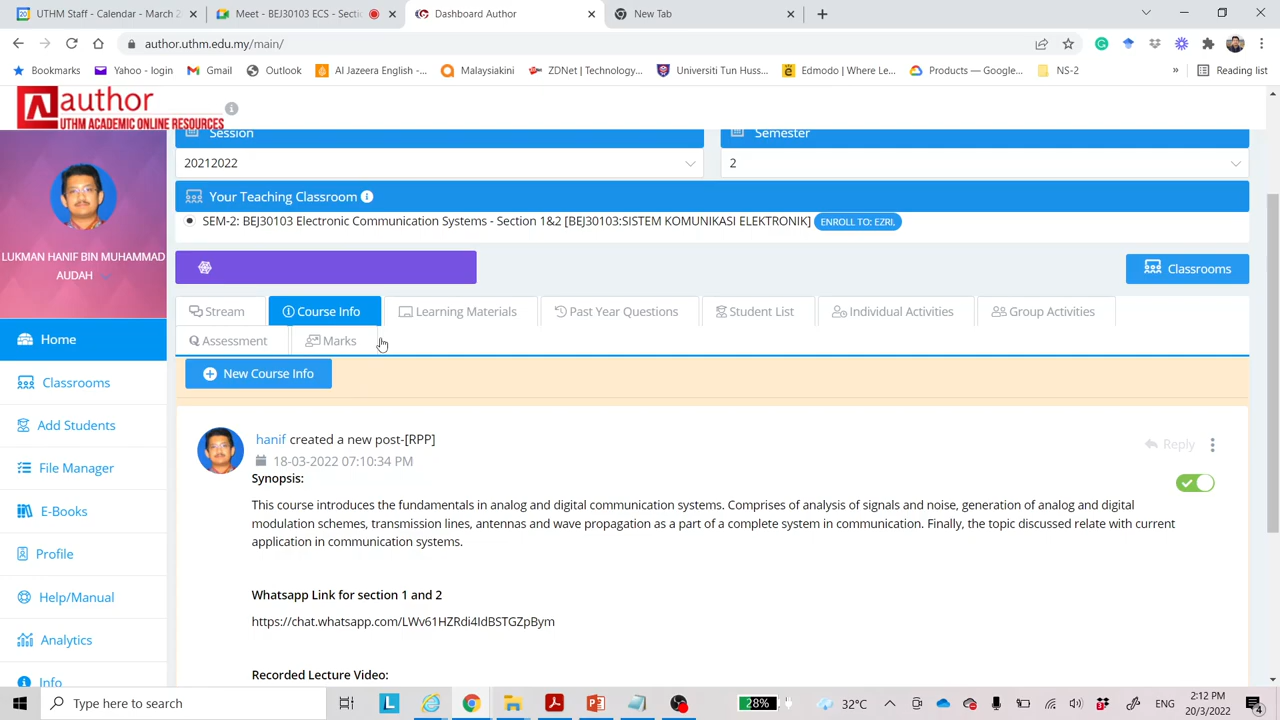 UTHM Staff - Calendar - March 2
Meet - BEJ30103 ECS - Sectio
Dashboard Author
New Tab
author.uthm.edu.my/main/
Bookmarks
Yahoo - login
Gmail
Outlook
Al Jazeera English -...
Malaysiakini
ZDNet | Technology,...
Universiti Tun Huss...
Edmodo | Where Le...
Products — Google...
NS-2
»
Reading list
author
UTHM ACADEMIC ONLINE RESOURCES
Session
Semester
20212022
2
Your Teaching Classroom
SEM-2: BEJ30103 Electronic Communication Systems - Section 1&2 [BEJ30103:SISTEM KOMUNIKASI ELEKTRONIK]
ENROLL TO: EZRI,
LUKMAN HANIF BIN MUHAMMAD
AUDAH
Classrooms
Stream
Course Info
Learning Materials
Past Year Questions
Student List
Individual Activities
Group Activities
Assessment
Marks
Home
Classrooms
Add Students
File Manager
E-Books
Profile
Help/Manual
Analytics
Info
New Course Info
hanif created a new post-[RPP]
Reply
18-03-2022 07:10:34 PM
Synopsis:
This course introduces the fundamentals in analog and digital communication systems. Comprises of analysis of signals and noise, generation of analog and digital
modulation schemes, transmission lines, antennas and wave propagation as a part of a complete system in communication. Finally, the topic discussed relate with current
application in communication systems.
Whatsapp Link for section 1 and 2
https://chat.whatsapp.com/LWv61HZRdi4IdBSTGZpBym
Recorded Lecture Video:
Type here to search
28%
32°C
2:12 PM
20/3/2022
4